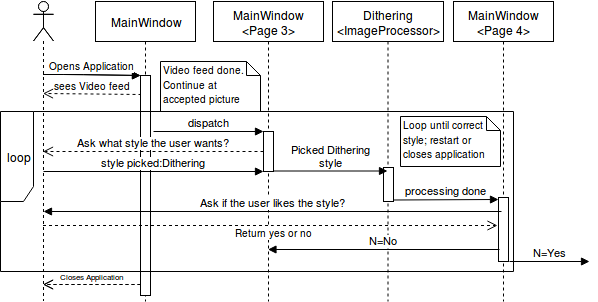 MainWindow
MainWindow
<Page 3>
Dithering
<ImageProcessor>
MainWindow
<Page 4>
Opens Application
sees Video feed
Video feed done.
Continue at
accepted picture
loop
dispatch
Ask what style the user wants?
style picked:Dithering
Picked Dithering
style
Loop until correct
style; restart or
closes application
processing done
Ask if the user likes the style?
Return yes or no
N=No
N=Yes
Closes Application